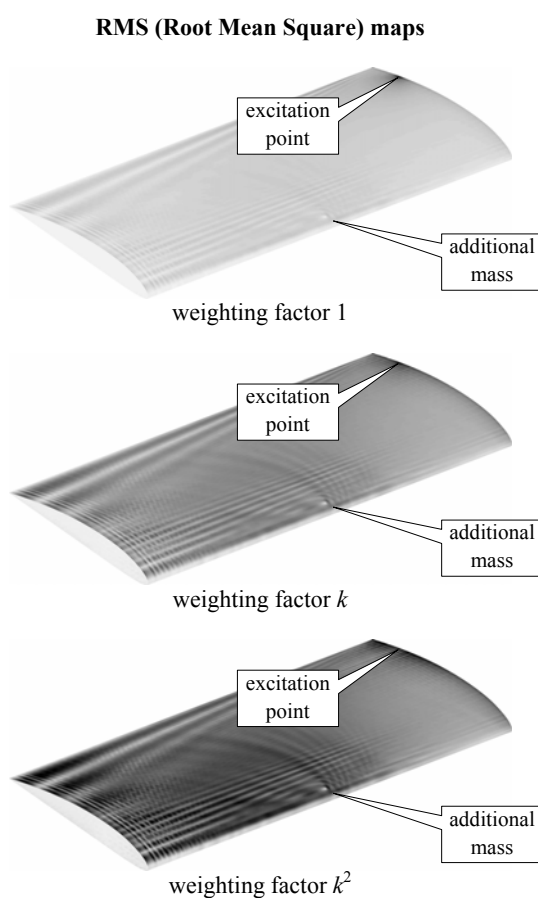 RMS (Root Mean Square) maps
excitation
point
additional
mass
weighting factor 1
excitation
point
additional
mass
weighting factor k
excitation
point
additional
mass
weighting factor k²